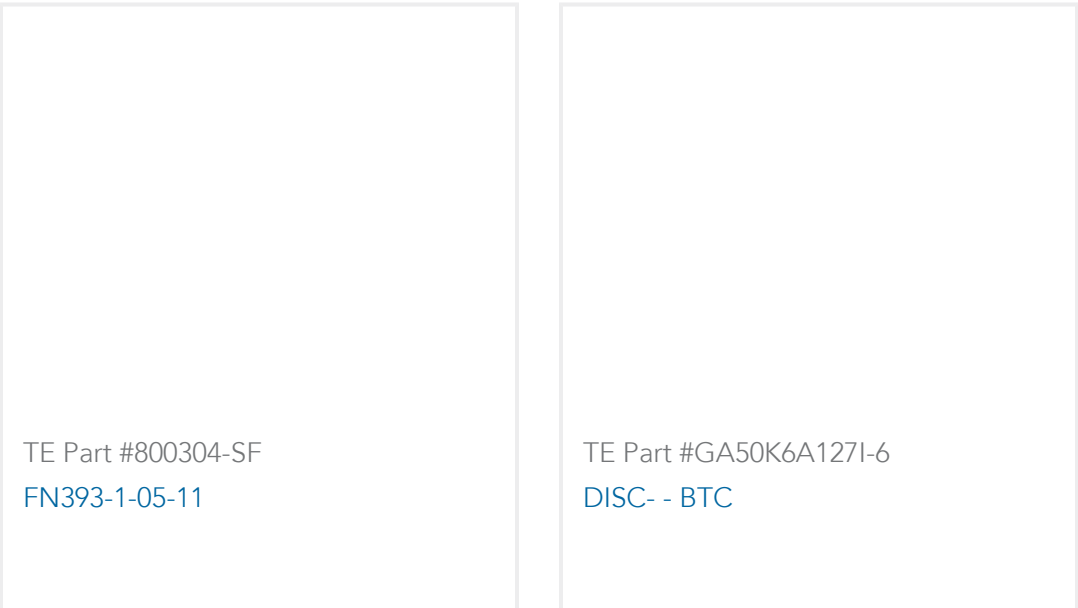 TE Part #800304-SF
FN393-1-05-11
TE Part #GA50K6A127I-6
DISC- - BTC